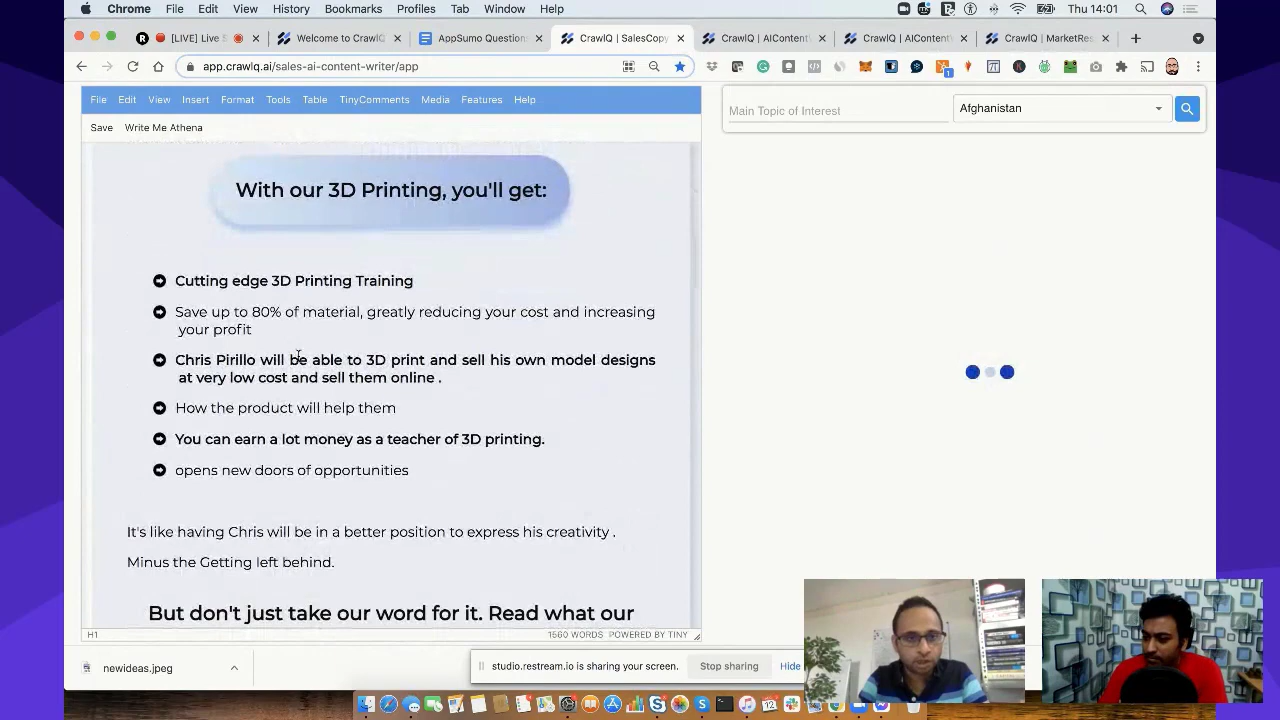 Chrome File Edit View History Bookmarks Profiles Tab Window Help Thu 14:01
[LIVE] Live S Welcome to CrawlQ AppSumo Question CrawlQ | SalesCopy CrawlQ | AIContentV CrawlQ | AIContentV CrawlQ | MarketRes
app.crawlq.ai/sales-ai-content-writer/app
File Edit View Insert Format Tools Table TinyComments Media Features Help
Save Write Me Athena
Main Topic of Interest
Afghanistan
With our 3D Printing, you'll get:
Cutting edge 3D Printing Training
Save up to 80% of material, greatly reducing your cost and increasing
your profit
Chris Pirillo will be able to 3D print and sell his own model designs
at very low cost and sell them online .
How the product will help them
You can earn a lot money as a teacher of 3D printing.
opens new doors of opportunities
It's like having Chris will be in a better position to express his creativity .
Minus the Getting left behind.
But don't just take our word for it. Read what our
H1 1560 WORDS POWERED BY TINY
newideas.jpeg
studio.restream.io is sharing your screen. Stop sharing Hide